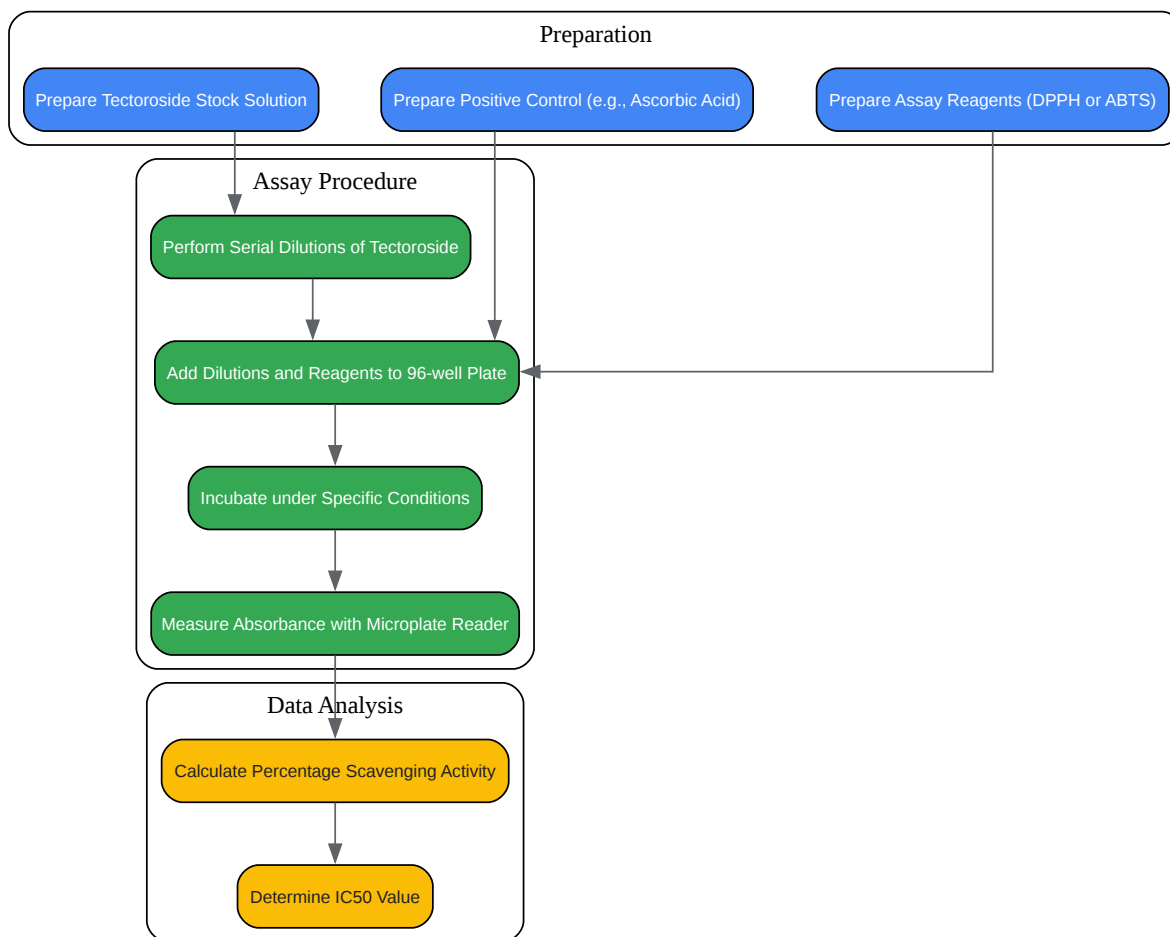 Preparation
Prepare Tectoroside Stock Solution
Prepare Positive Control (e.g., Ascorbic Acid)
Prepare Assay Reagents (DPPH or ABTS)
Assay Procedure
Perform Serial Dilutions of Tectoroside
Add Dilutions and Reagents to 96-well Plate
Incubate under Specific Conditions
Measure Absorbance with Microplate Reader
Data Analysis
Calculate Percentage Scavenging Activity
Determine IC50 Value